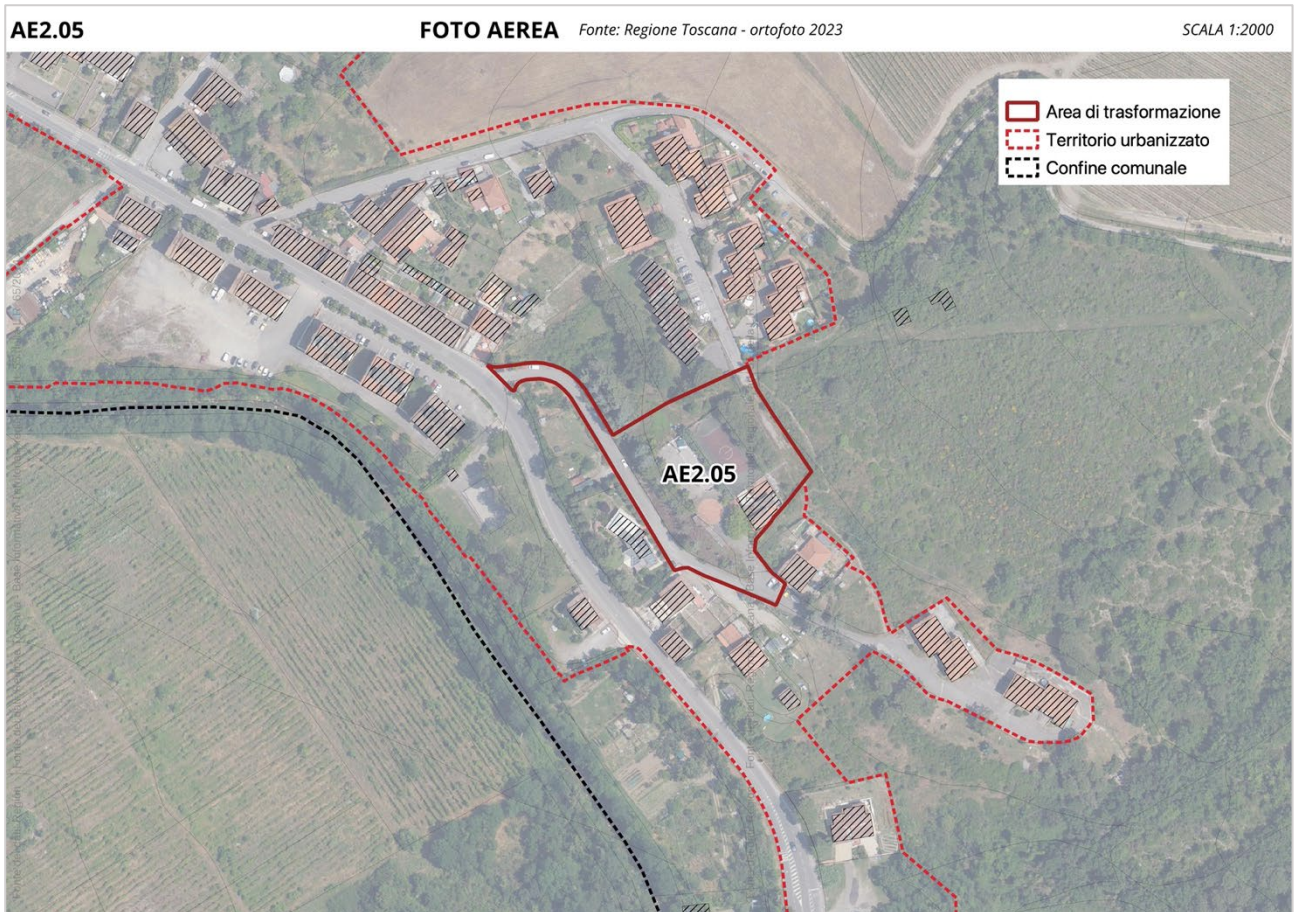 AE2.05
FOTO AEREA
Fonte: Regione Toscana - ortofoto 2023
SCALA 1:2000
Area di trasformazione
Territorio urbanizzato
Confine comunale
AE2.05